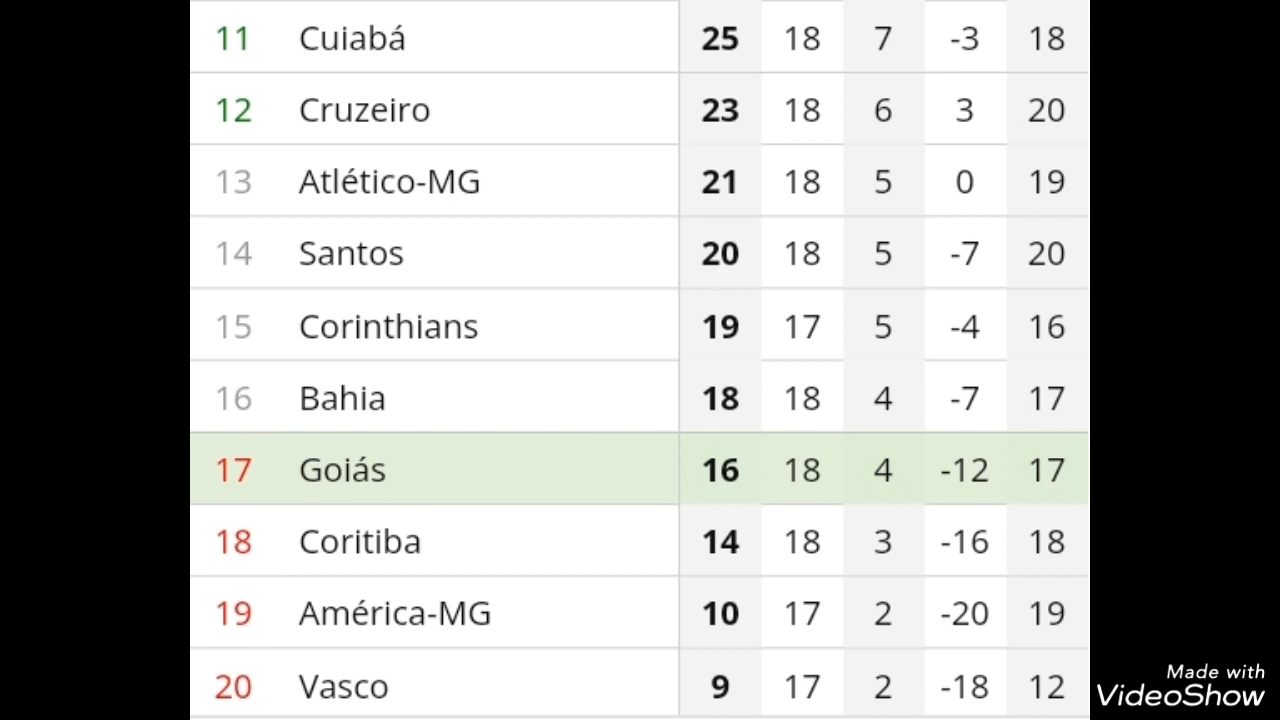 11 Cuiabá 25 18 7 -3 18
12 Cruzeiro 23 18 6 3 20
13 Atlético-MG 21 18 5 0 19
14 Santos 20 18 5 -7 20
15 Corinthians 19 17 5 -4 16
16 Bahia 18 18 4 -7 17
17 Goiás 16 18 4 -12 17
18 Coritiba 14 18 3 -16 18
19 América-MG 10 17 2 -20 19
20 Vasco 9 17 2 -18 12
Made with
VideoShow